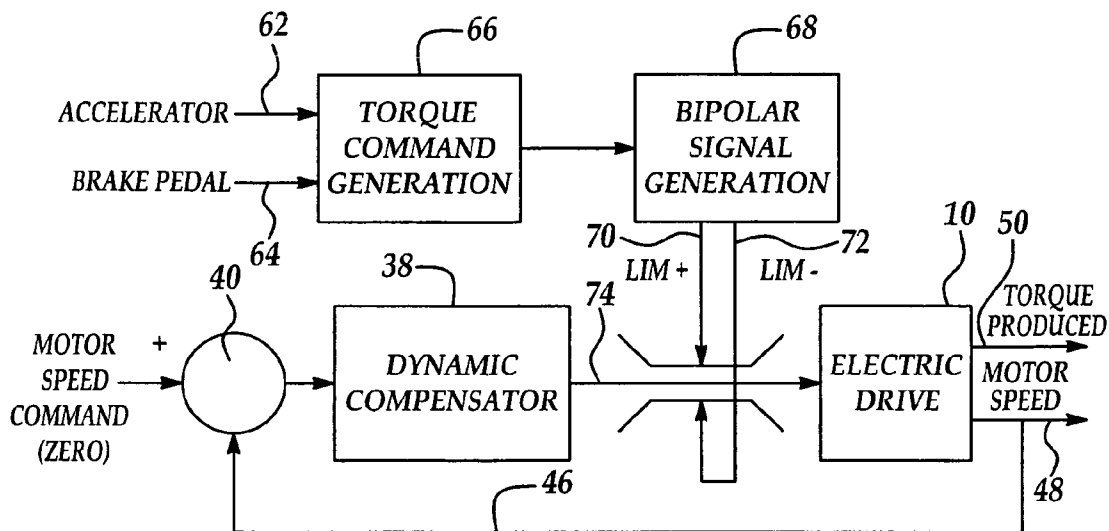 62
66
68
ACCELERATOR
TORQUE
COMMAND
GENERATION
BIPOLAR
SIGNAL
GENERATION
BRAKE PEDAL
64
70
72
10
50
LIM +
LIM -
40
38
74
TORQUE
PRODUCED
MOTOR
SPEED
COMMAND
(ZERO)
+
DYNAMIC
COMPENSATOR
ELECTRIC
DRIVE
MOTOR
SPEED
46
48